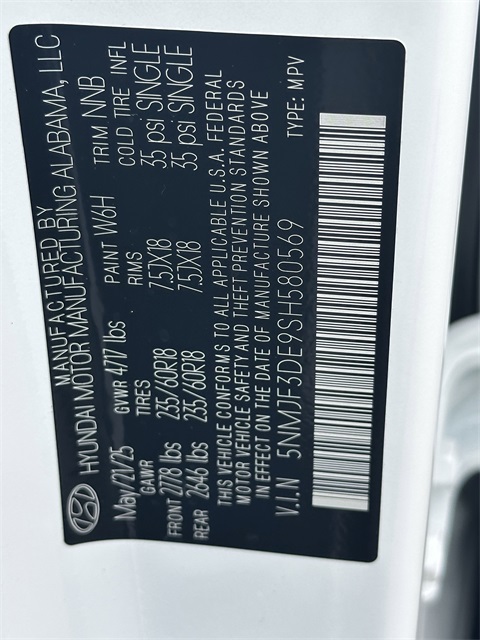 MANUFACTURED BY
HYUNDAI MOTOR MANUFACTURING ALABAMA, LLC
May/21/25 GVWR 4717 lbs PAINT W6H TRIM NNB
GAWR TIRES RIMS COLD TIRE INFL
FRONT 2778 lbs 235/60R18 7.5JX18 35 psi SINGLE
REAR 2646 lbs 235/60R18 7.5JX18 35 psi SINGLE
THIS VEHICLE CONFORMS TO ALL APPLICABLE U.S.A. FEDERAL
MOTOR VEHICLE SAFETY AND THEFT PREVENTION STANDARDS
IN EFFECT ON THE DATE OF MANUFACTURE SHOWN ABOVE
V.I.N 5NMJF3DE9SH580569 TYPE: MPV